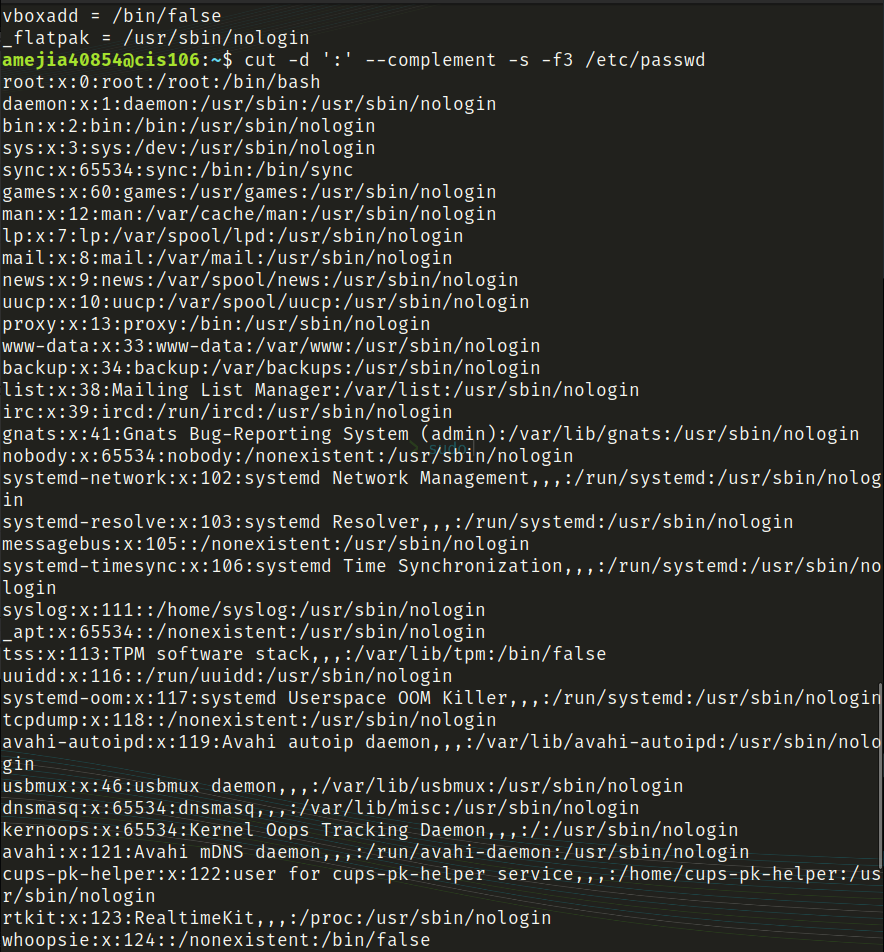 vboxadd = /bin/false
_flatpak = /usr/sbin/nologin
amejia40854@cis106:~$ cut -d ':' --complement -s -f3 /etc/passwd
root:x:0:root:/root:/bin/bash
daemon:x:1:daemon:/usr/sbin:/usr/sbin/nologin
bin:x:2:bin:/bin:/usr/sbin/nologin
sys:x:3:sys:/dev:/usr/sbin/nologin
sync:x:65534:sync:/bin:/bin/sync
games:x:60:games:/usr/games:/usr/sbin/nologin
man:x:12:man:/var/cache/man:/usr/sbin/nologin
lp:x:7:lp:/var/spool/lpd:/usr/sbin/nologin
mail:x:8:mail:/var/mail:/usr/sbin/nologin
news:x:9:news:/var/spool/news:/usr/sbin/nologin
uucp:x:10:uucp:/var/spool/uucp:/usr/sbin/nologin
proxy:x:13:proxy:/bin:/usr/sbin/nologin
www-data:x:33:www-data:/var/www:/usr/sbin/nologin
backup:x:34:backup:/var/backups:/usr/sbin/nologin
list:x:38:Mailing List Manager:/var/list:/usr/sbin/nologin
irc:x:39:ircd:/run/ircd:/usr/sbin/nologin
gnats:x:41:Gnats Bug-Reporting System (admin):/var/lib/gnats:/usr/sbin/nologin
nobody:x:65534:nobody:/nonexistent:/usr/sbin/nologin
systemd-network:x:102:systemd Network Management,,,:/run/systemd:/usr/sbin/nolog
in
systemd-resolve:x:103:systemd Resolver,,,:/run/systemd:/usr/sbin/nologin
messagebus:x:105::/nonexistent:/usr/sbin/nologin
systemd-timesync:x:106:systemd Time Synchronization,,,:/run/systemd:/usr/sbin/no
login
syslog:x:111::/home/syslog:/usr/sbin/nologin
_apt:x:65534::/nonexistent:/usr/sbin/nologin
tss:x:113:TPM software stack,,,:/var/lib/tpm:/bin/false
uuidd:x:116::/run/uuidd:/usr/sbin/nologin
systemd-oom:x:117:systemd Userspace OOM Killer,,,:/run/systemd:/usr/sbin/nologin
tcpdump:x:118::/nonexistent:/usr/sbin/nologin
avahi-autoipd:x:119:Avahi autoip daemon,,,:/var/lib/avahi-autoipd:/usr/sbin/nolo
gin
usbmux:x:46:usbmux daemon,,,:/var/lib/usbmux:/usr/sbin/nologin
dnsmasq:x:65534:dnsmasq,,,:/var/lib/misc:/usr/sbin/nologin
kernoops:x:65534:Kernel Oops Tracking Daemon,,,:/:/usr/sbin/nologin
avahi:x:121:Avahi mDNS daemon,,,:/run/avahi-daemon:/usr/sbin/nologin
cups-pk-helper:x:122:user for cups-pk-helper service,,,:/home/cups-pk-helper:/us
r/sbin/nologin
rtkit:x:123:RealtimeKit,,,:/proc:/usr/sbin/nologin
whoopsie:x:124::/nonexistent:/bin/false